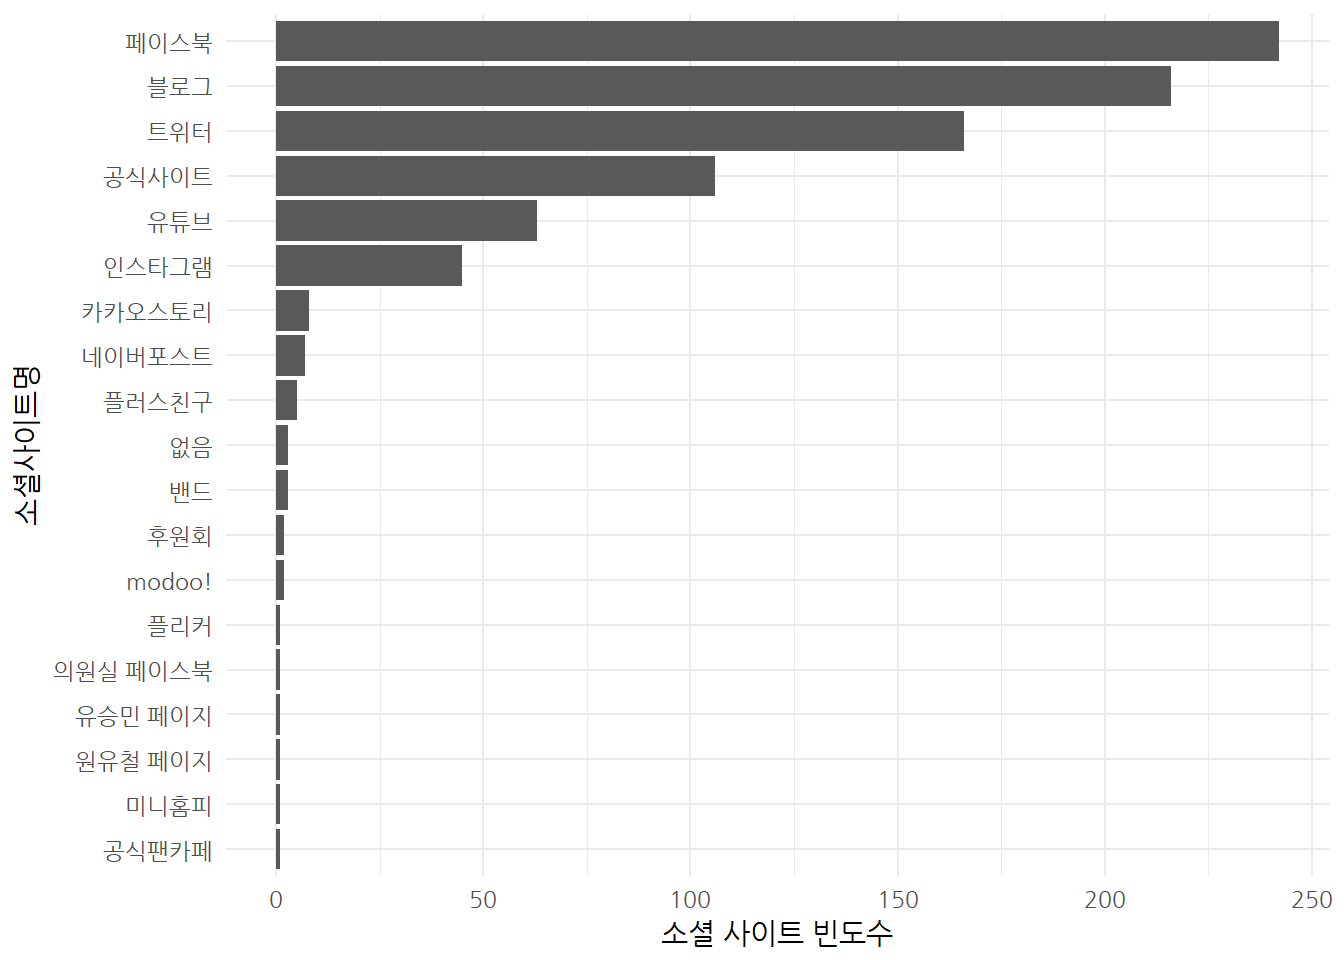 페이스북
블로그
트위터
공식사이트
유튜브
인스타그램
카카오스토리
네이버포스트
플러스친구
없음
밴드
후원회
modoo!
플리커
의원실 페이스북
유승민 페이지
원유철 페이지
미니홈피
공식팬카페
소셜사이트명
0 50 100 150 200 250
소셜 사이트 빈도수